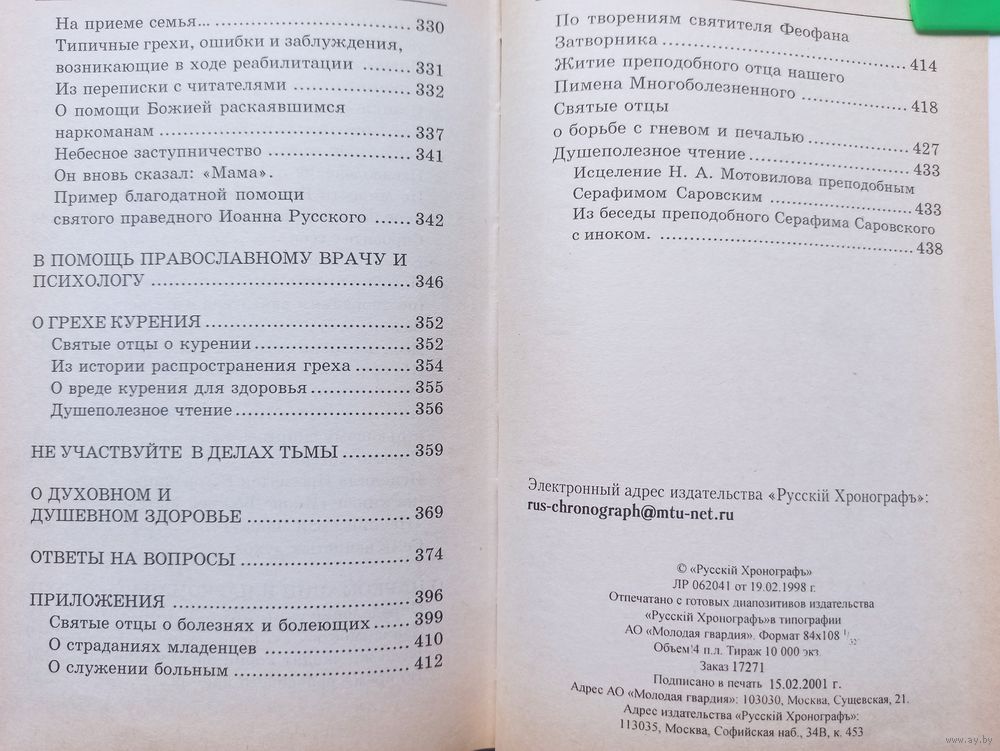 На приеме семья... 330
Типичные грехи, ошибки и заблуждения,
возникающие в ходе реабилитации ........ 331
Из переписки с читателями ........ 332
О помощи Божией раскаявшимся
наркоманам ........ 337
Небесное заступничество ........ 341
Он вновь сказал: «Мама».
Пример благодатной помощи
святого праведного Иоанна Русского ...... 342
В ПОМОЩЬ ПРАВОСЛАВНОМУ ВРАЧУ И
ПСИХОЛОГУ ........ 346
О ГРЕХЕ КУРЕНИЯ ........ 352
Святые отцы о курении ........ 352
Из истории распространения греха ........ 354
О вреде курения для здоровья ........ 355
Душеполезное чтение ........ 356
НЕ УЧАСТВУЙТЕ В ДЕЛАХ ТЬМЫ ........ 359
О ДУХОВНОМ И
ДУШЕВНОМ ЗДОРОВЬЕ ........ 369
ОТВЕТЫ НА ВОПРОСЫ ........ 374
ПРИЛОЖЕНИЯ ........ 396
Святые отцы о болезнях и болеющих ..... 399
О страданиях младенцев ........ 410
О служении больным ........ 412
По творениям святителя Феофана
Затворника ........ 414
Житие преподобного отца нашего
Пимена Многоболезненного ........ 418
Святые отцы
о борьбе с гневом и печалью ........ 427
Душеполезное чтение ........ 433
Исцеление Н. А. Мотовилова преподобным
Серафимом Саровским ........ 433
Из беседы преподобного Серафима Саровского
с иноком. ........ 438
Электронный адрес издательства «Русскiй Хронографъ»:
rus-chronograph@mtu-net.ru
© «Русскiй Хронографъ»
ЛР 062041 от 19.02.1998 г.
Отпечатано с готовых диапозитивов издательства
«Русскiй Хронографъ»в типографии
АО «Молодая гвардия». Формат 84х108 1/32.
Объем 4 п.л. Тираж 10 000 экз.
Заказ 17271
Подписано в печать 15.02.2001 г.
Адрес АО «Молодая гвардия»: 103030, Москва, Сущевская, 21.
Адрес издательства «Русскiй Хронографъ»:
113035, Москва, Софийская наб., 34В, к. 453
www.ay.by